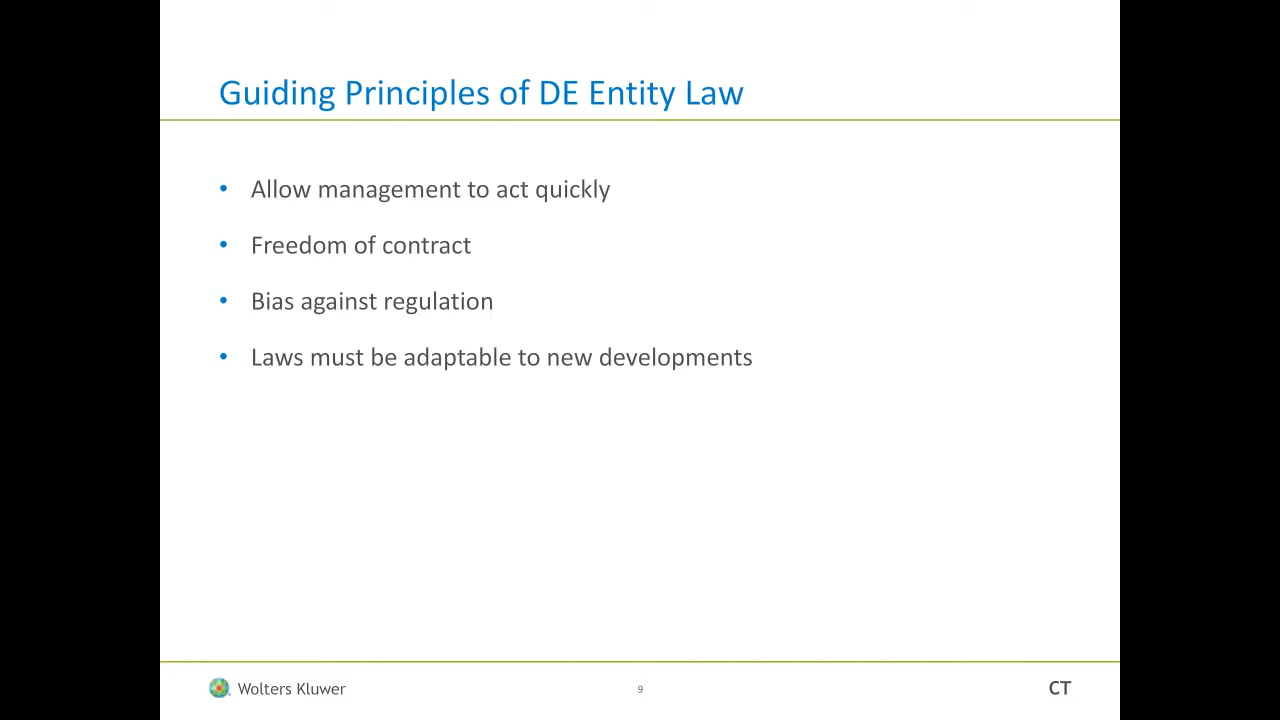 Guiding Principles of DE Entity Law
• Allow management to act quickly
• Freedom of contract
• Bias against regulation
• Laws must be adaptable to new developments
Wolters Kluwer
9
CT